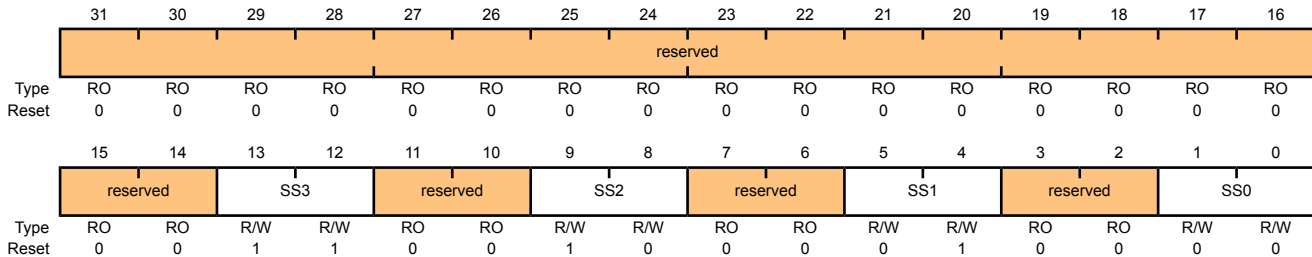 31 30 29 28 27 26 25 24 23 22 21 20 19 18 17 16
reserved
Type RO RO RO RO RO RO RO RO RO RO RO RO RO RO RO RO
Reset 0 0 0 0 0 0 0 0 0 0 0 0 0 0 0 0
15 14 13 12 11 10 9 8 7 6 5 4 3 2 1 0
reserved SS3 reserved SS2 reserved SS1 reserved SS0
Type RO RO R/W R/W RO RO R/W R/W RO RO R/W R/W RO RO R/W R/W
Reset 0 0 1 1 0 0 1 0 0 0 0 1 0 0 0 0